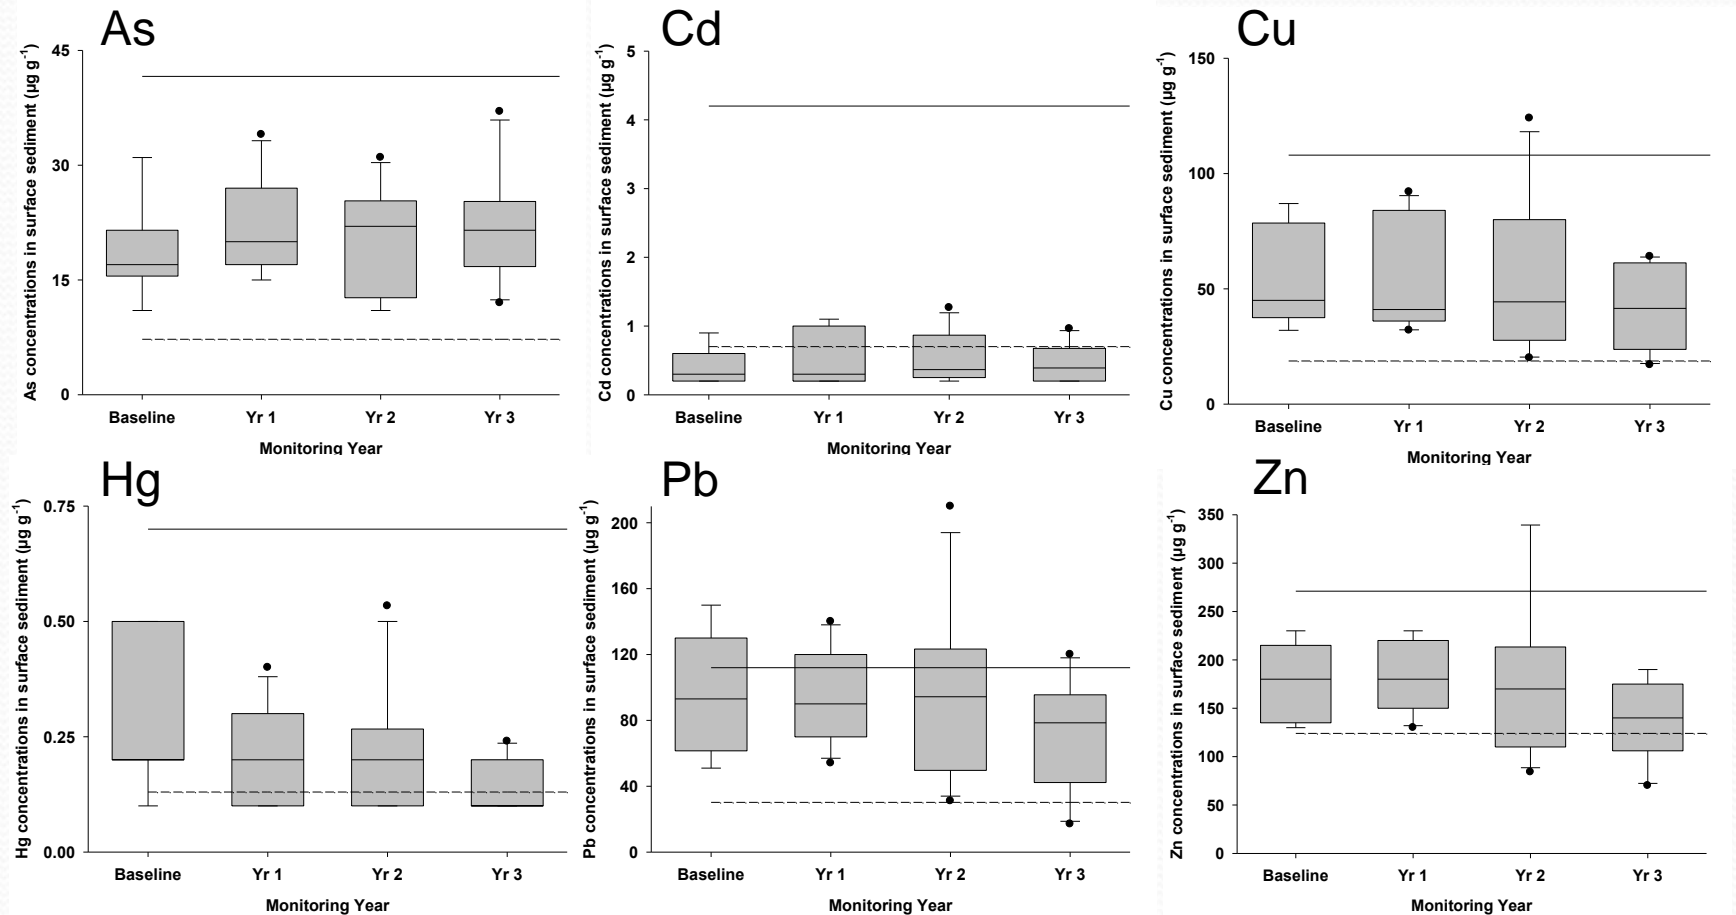 As
As concentrations in surface sediment (µg g-1)
45
30
15
0
Baseline Yr 1 Yr 2 Yr 3
Monitoring Year
Cd
Cd concentrations in surface sediment (µg g-1)
5
4
3
2
1
0
Baseline Yr 1 Yr 2 Yr 3
Monitoring Year
Cu
Cu concentrations in surface sediment (µg g-1)
150
100
50
0
Baseline Yr 1 Yr 2 Yr 3
Monitoring Year
Hg
Hg concentrations in surface sediment (µg g-1)
0.75
0.50
0.25
0.00
Baseline Yr 1 Yr 2 Yr 3
Monitoring Year
Pb
Pb concentrations in surface sediment (µg g-1)
200
160
120
80
40
0
Baseline Yr 1 Yr 2 Yr 3
Monitoring Year
Zn
Zn concentrations in surface sediment (µg g-1)
350
300
250
200
150
100
50
0
Baseline Yr 1 Yr 2 Yr 3
Monitoring Year